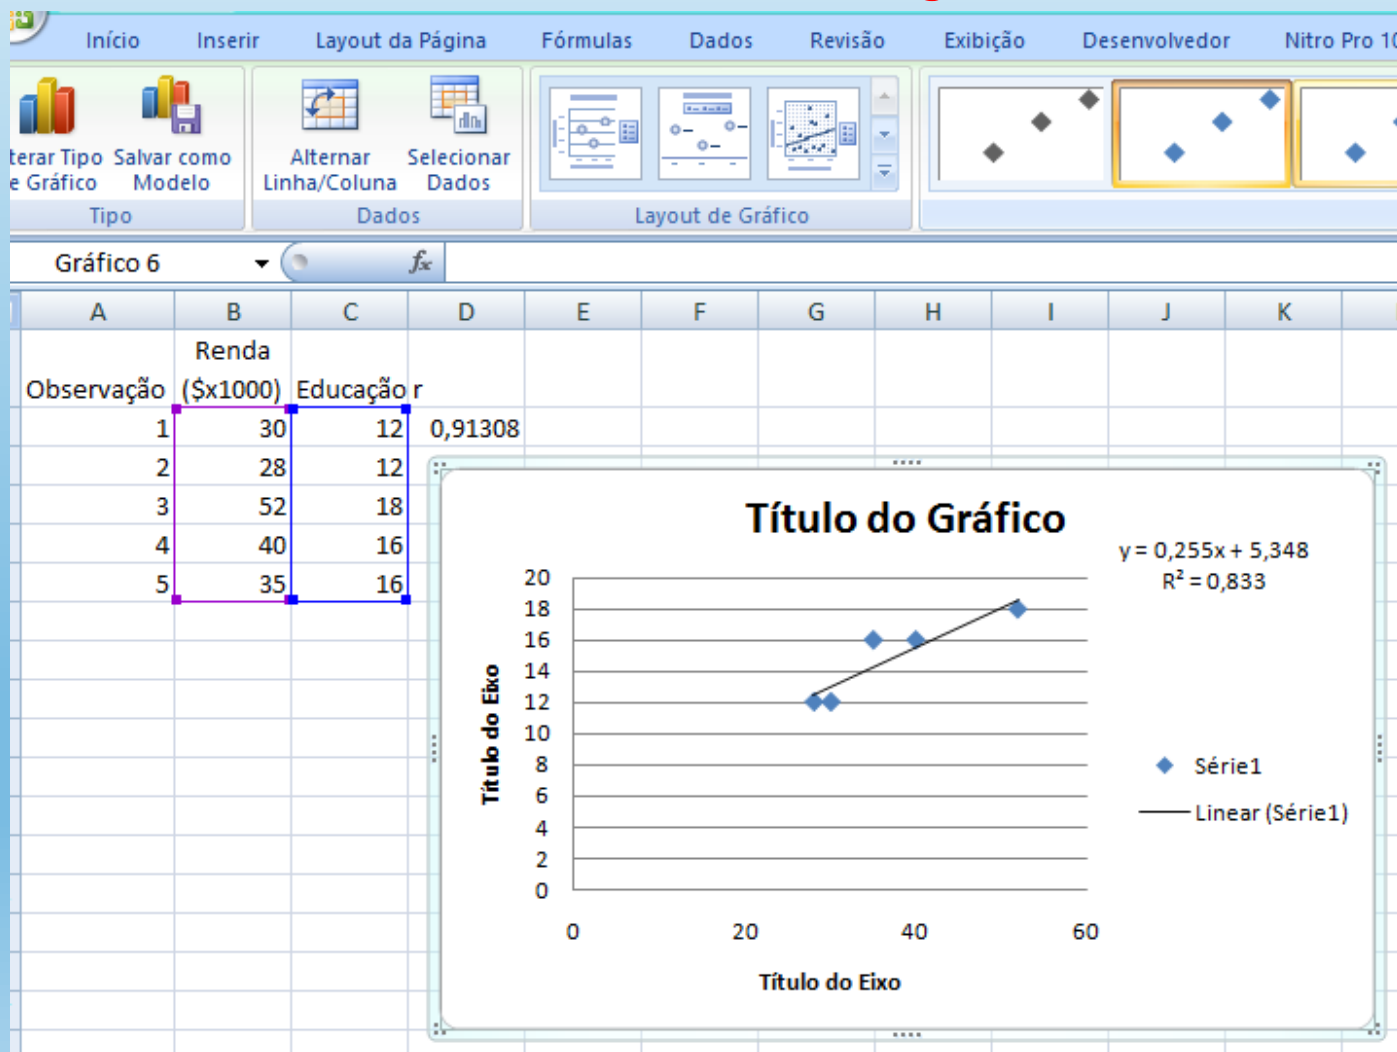 Início Inserir Layout da Página Fórmulas Dados Revisão Exibição Desenvolvedor Nitro Pro 10
terar Tipo Salvar como Alternar Selecionar
e Gráfico Modelo Linha/Coluna Dados
Tipo Dados Layout de Gráfico
Gráfico 6 fx
A B C D E F G H I J K
Renda
Observação ($x1000) Educação r
1 30 12 0,91308
2 28 12
3 52 18
4 40 16
5 35 16
Título do Gráfico
y = 0,255x + 5,348
R² = 0,833
20
18
16
14
12
10
8
6
4
2
0
Título do Eixo
0 20 40 60
Título do Eixo
Série1
Linear (Série1)